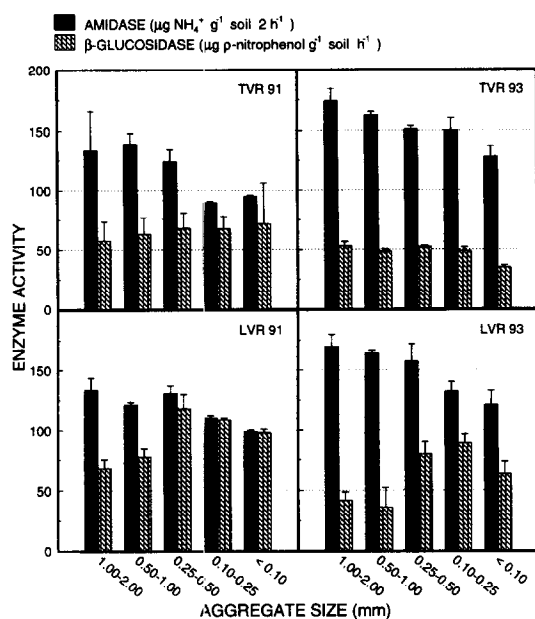 AMIDASE (μg NH₄⁺ g⁻¹ soil 2 h⁻¹)
β-GLUCOSIDASE (μg ρ-nitrophenol g⁻¹ soil h⁻¹)
ENZYME ACTIVITY
200
150
100
50
0
TVR 91
TVR 93
150
100
50
0
LVR 91
LVR 93
1.00-2.00
0.50-1.00
0.25-0.50
0.10-0.25
< 0.10
1.00-2.00
0.50-1.00
0.25-0.50
0.10-0.25
< 0.10
AGGREGATE SIZE (mm)